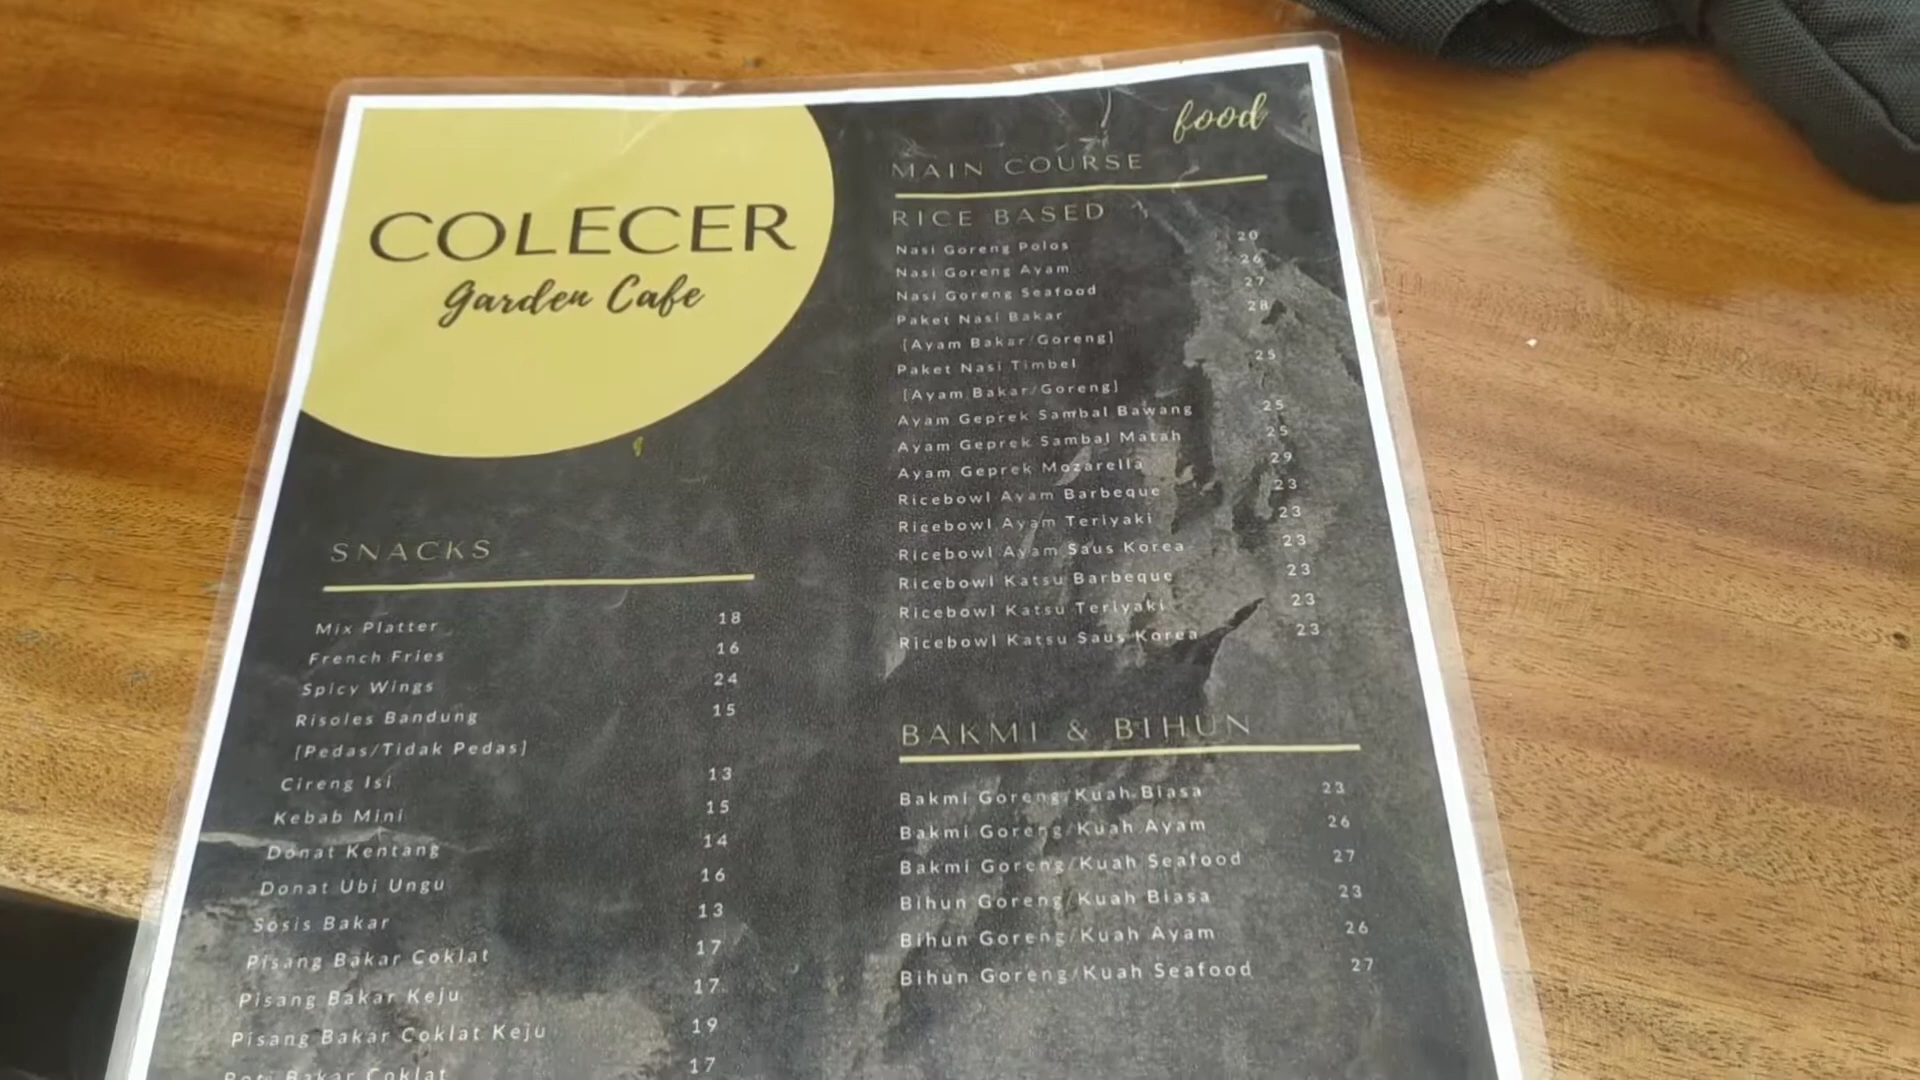 COLECER
Garden Cafe
SNACKS
Mix Platter 18
French Fries 16
Spicy Wings 24
Risoles Bandung 15
[Pedas/Tidak Pedas]
Cireng Isi 13
Kebab Mini 15
Donat Kentang 14
Donat Ubi Ungu 16
Sosis Bakar 13
Pisang Bakar Coklat 17
Pisang Bakar Keju 17
Pisang Bakar Coklat Keju 19
Roti Bakar Coklat 17
food
MAIN COURSE
RICE BASED
Nasi Goreng Polos 20
Nasi Goreng Ayam 26
Nasi Goreng Seafood 27
Paket Nasi Bakar 28
[Ayam Bakar/Goreng]
Paket Nasi Timbel 25
[Ayam Bakar/Goreng]
Ayam Geprek Sambal Bawang 25
Ayam Geprek Sambal Matah 25
Ayam Geprek Mozarella 29
Ricebowl Ayam Barbeque 23
Ricebowl Ayam Teriyaki 23
Ricebowl Ayam Saus Korea 23
Ricebowl Katsu Barbeque 23
Ricebowl Katsu Teriyaki 23
Ricebowl Katsu Saus Korea 23
BAKMI & BIHUN
Bakmi Goreng/Kuah Biasa 23
Bakmi Goreng/Kuah Ayam 26
Bakmi Goreng/Kuah Seafood 27
Bihun Goreng/Kuah Biasa 23
Bihun Goreng/Kuah Ayam 26
Bihun Goreng/Kuah Seafood 27